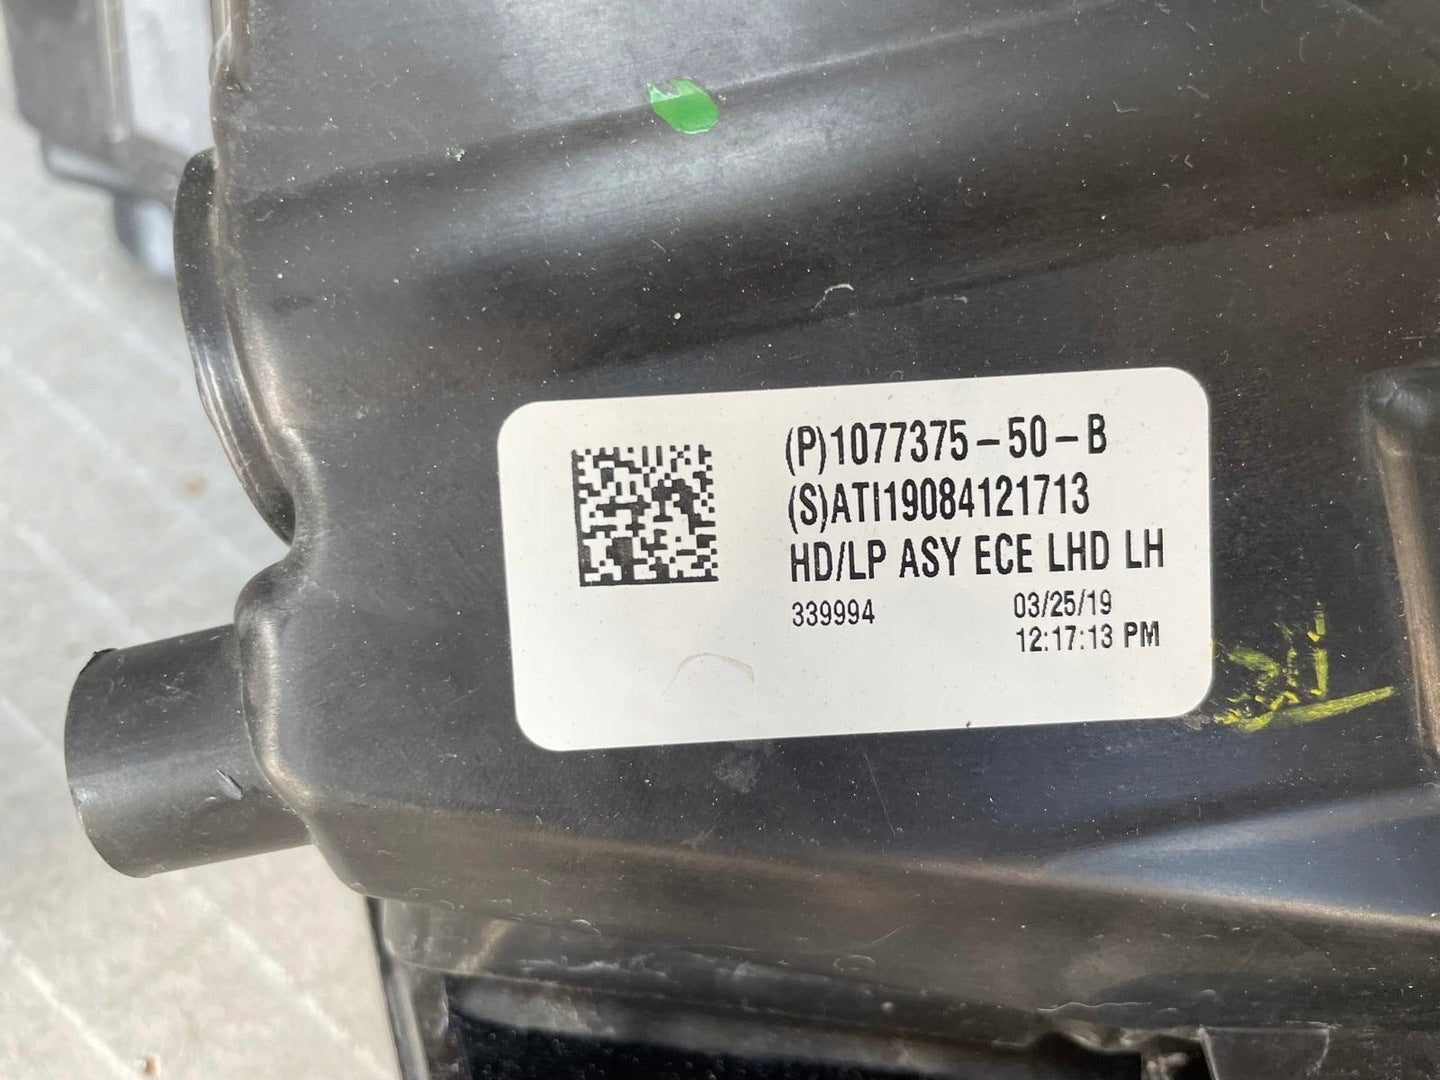 (P)1077375-50-B
(S)ATI19084121713
HD/LP ASY ECE LHD LH
339994 03/25/19
12:17:13 PM